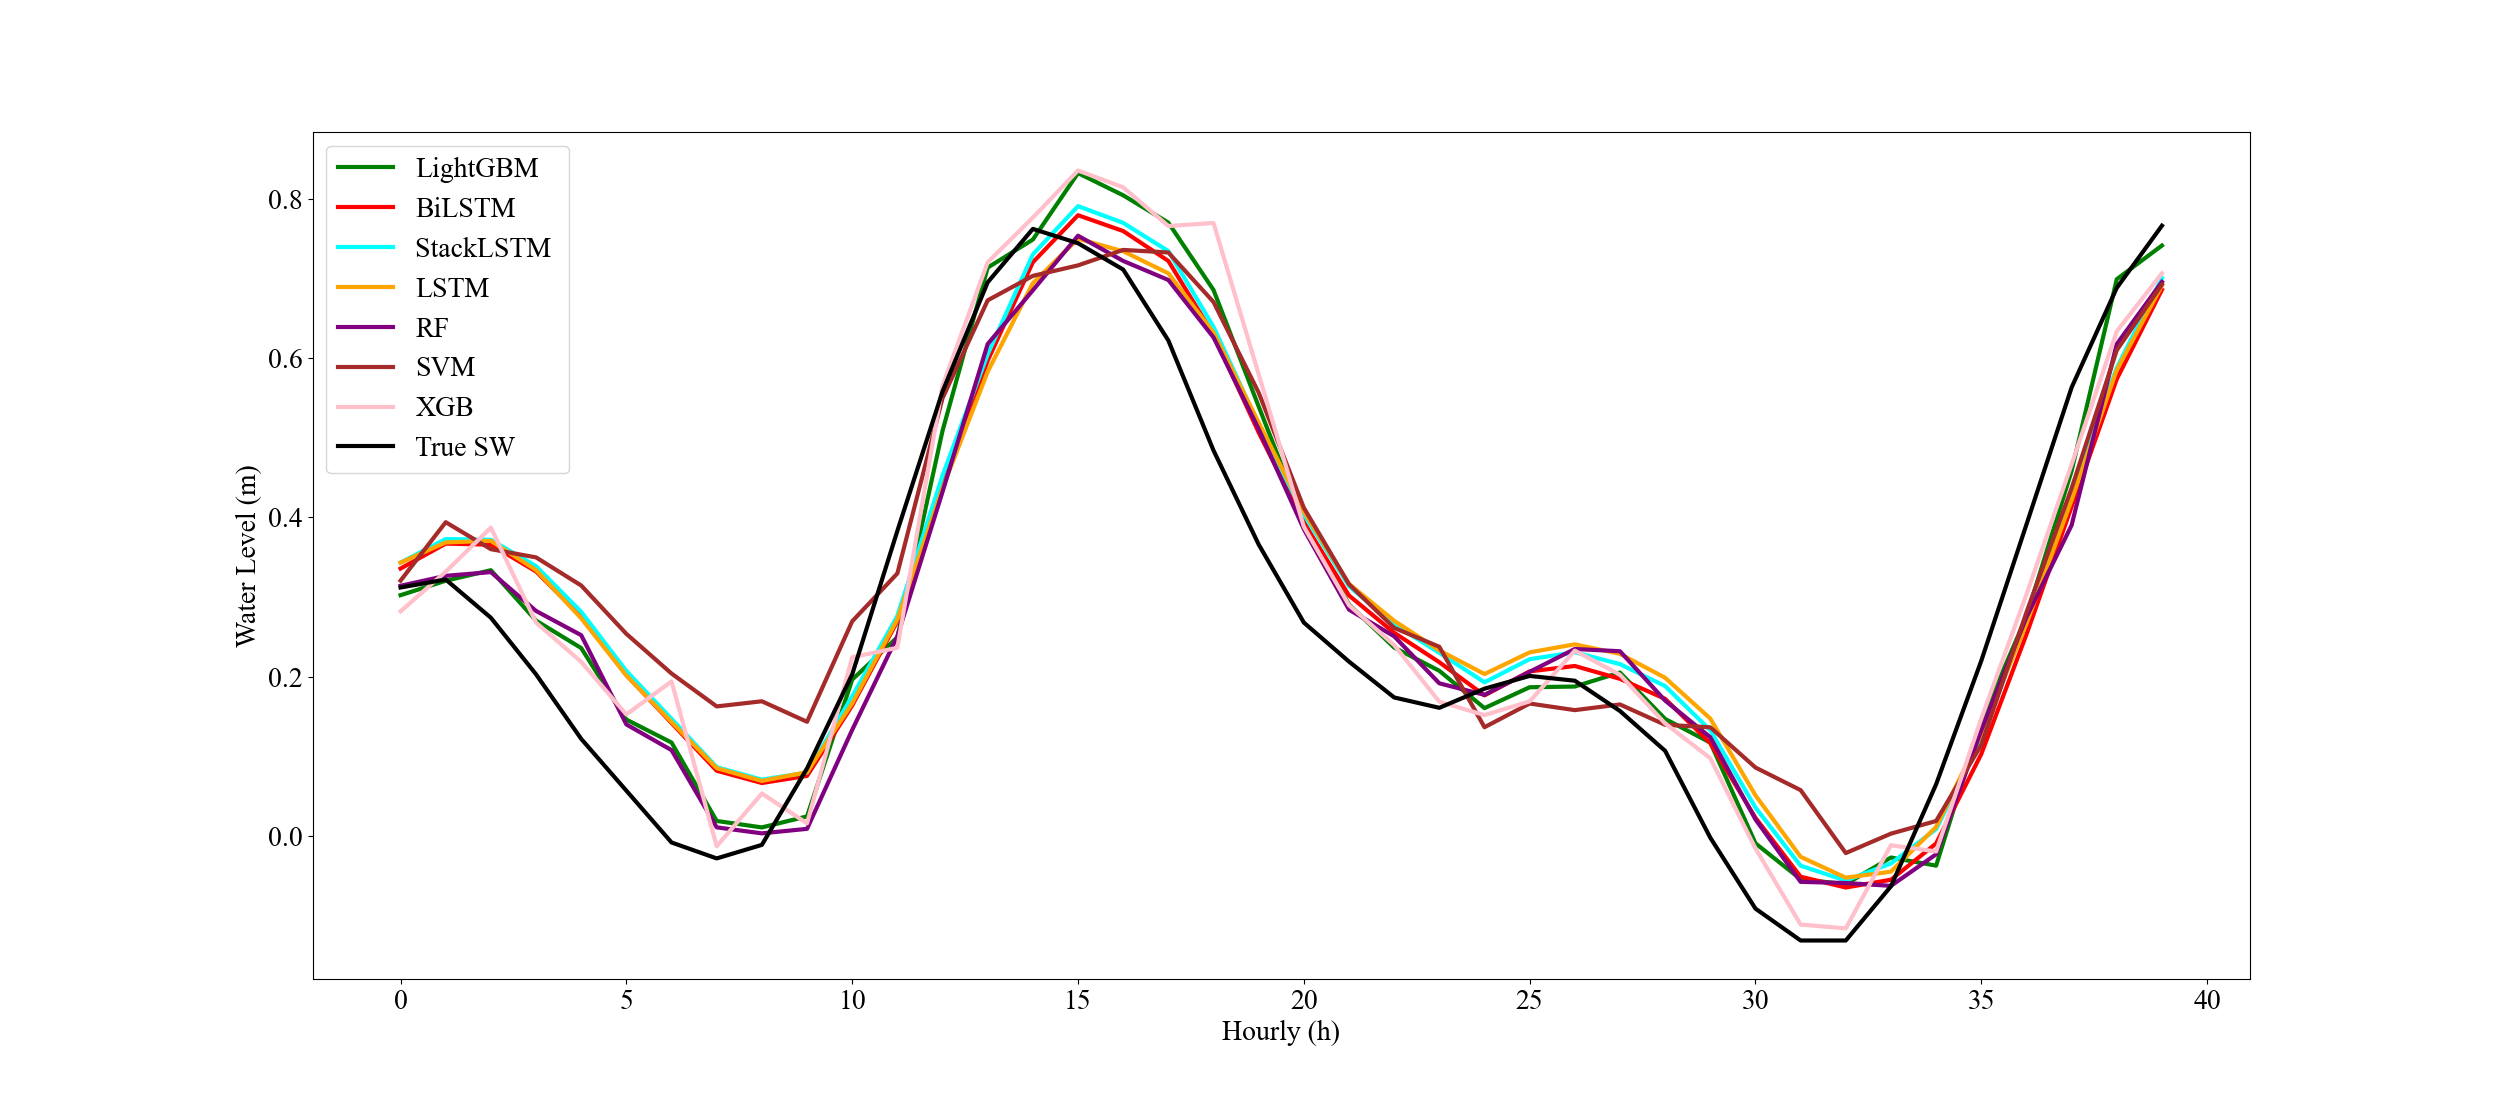 LightGBM
BiLSTM
StackLSTM
LSTM
RF
SVM
XGB
True SW
Water Level (m)
0.8
0.6
0.4
0.2
0.0
0 5 10 15 20 25 30 35 40
Hourly (h)